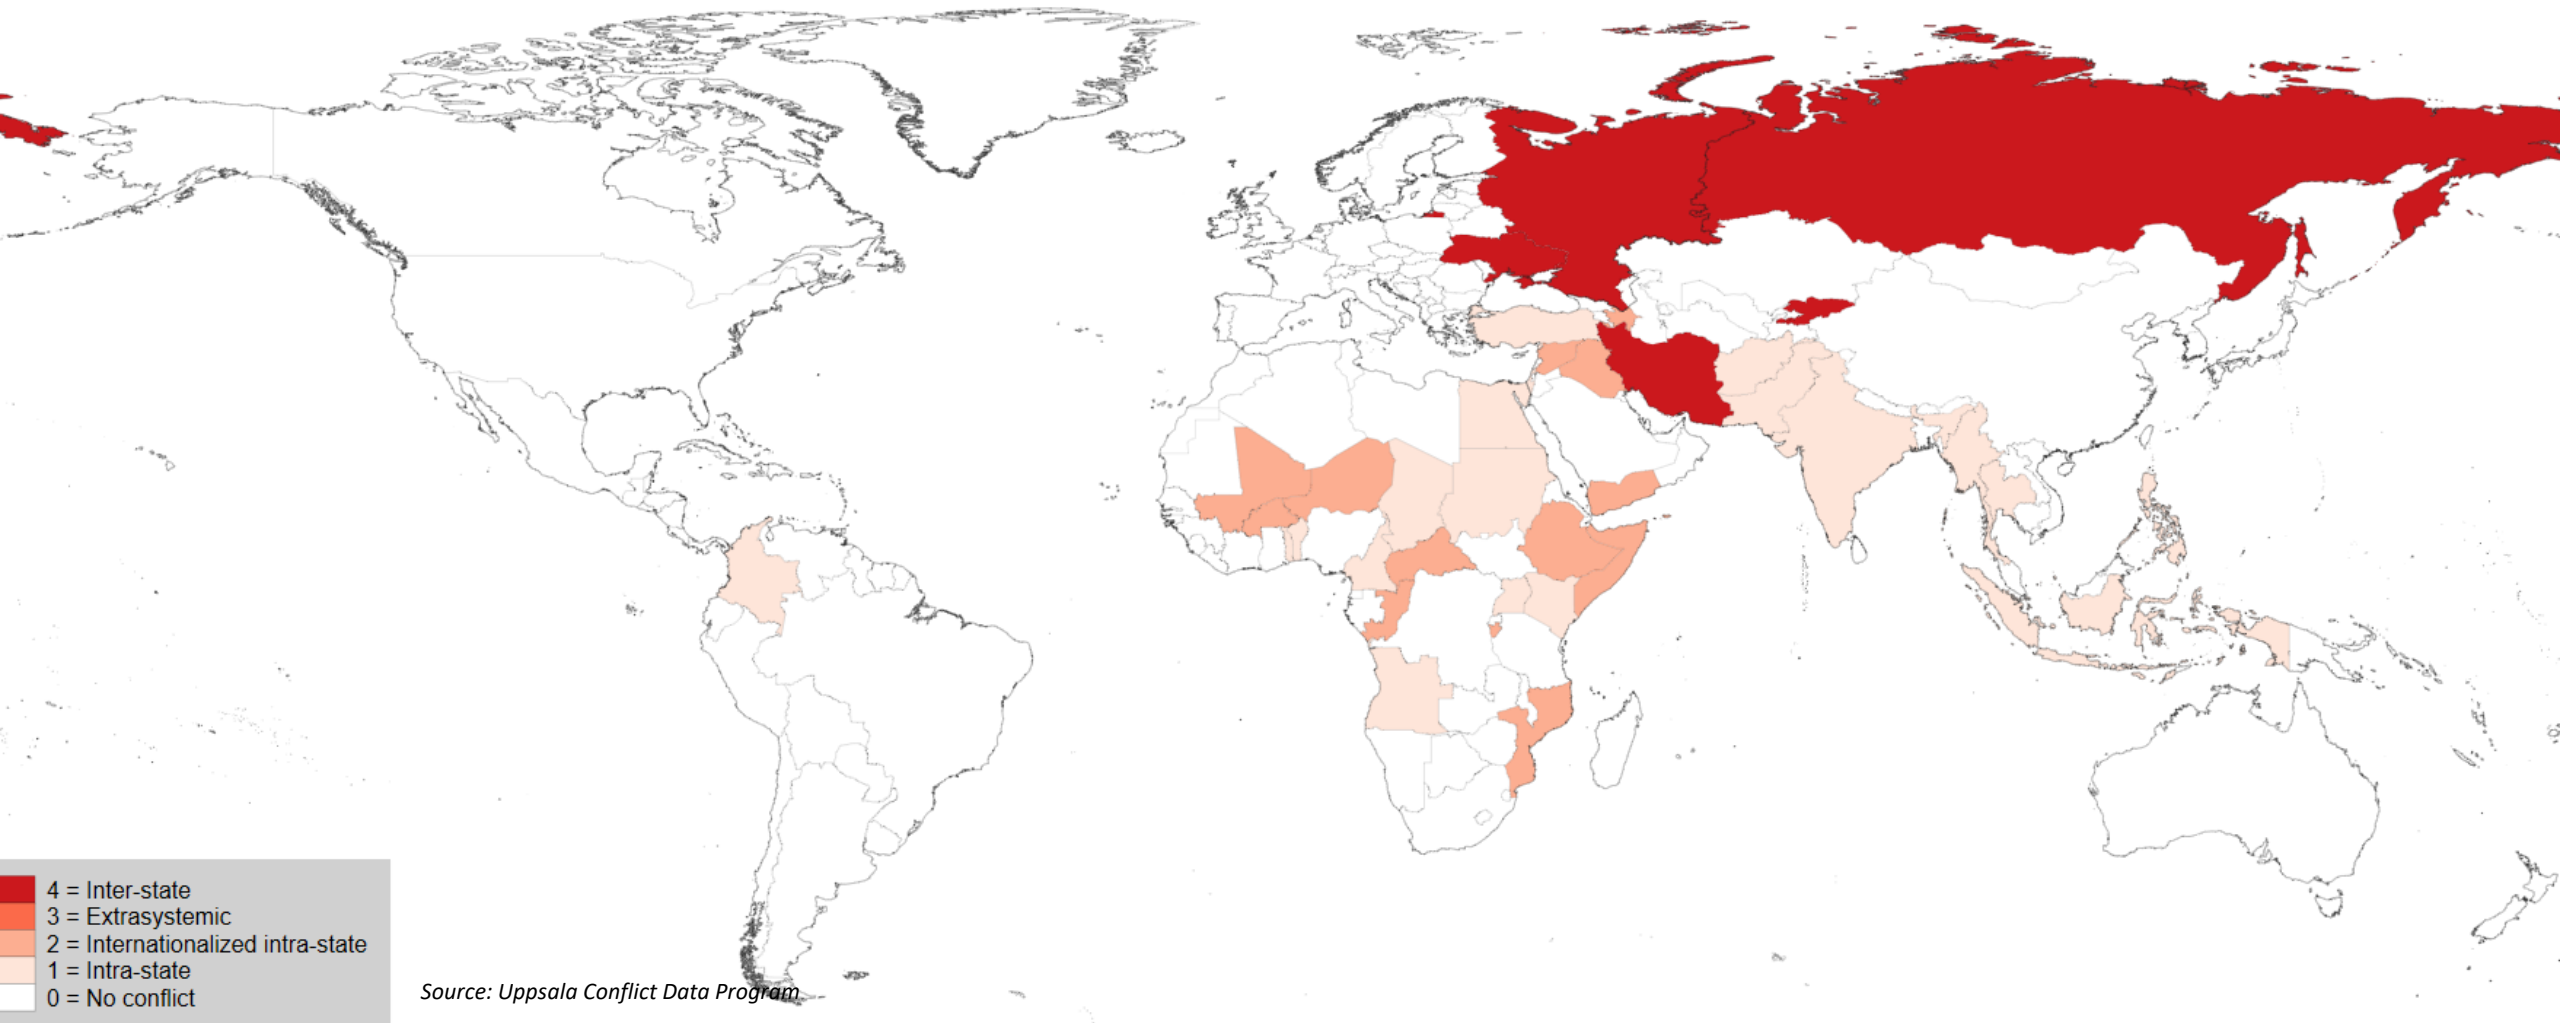 4 = Inter-state
3 = Extrasystemic
2 = Internationalized intra-state
1 = Intra-state
0 = No conflict
Source: Uppsala Conflict Data Program